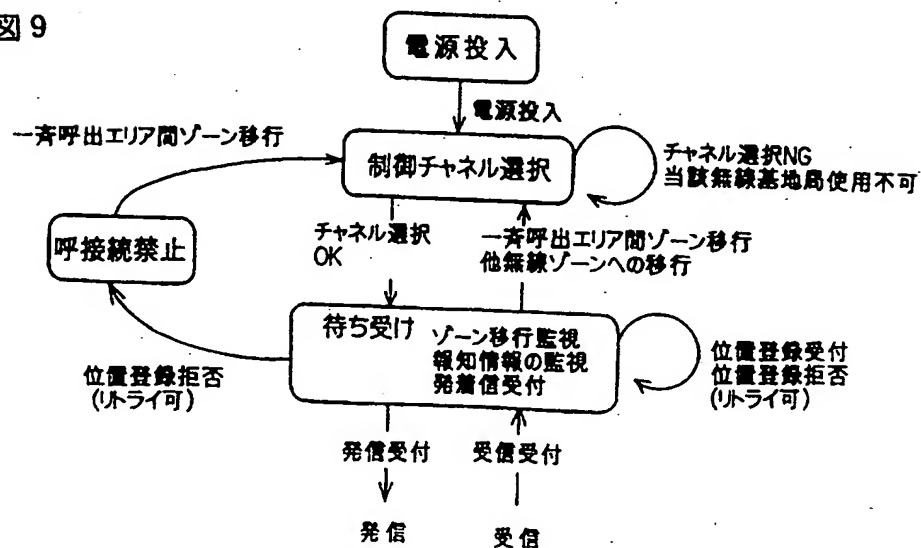 図9
電源投入
電源投入
一斉呼出エリア間ゾーン移行
制御チャネル選択
チャネル選択NG
当該無線基地局使用不可
呼接続禁止
チャネル選択
OK
一斉呼出エリア間ゾーン移行
他無線ゾーンへの移行
待ち受け
ゾーン移行監視
報知情報の監視
発着信受付
位置登録受付
位置登録拒否
(リトライ可)
位置登録拒否
(リトライ可)
発信受付
受信受付
発信
受信